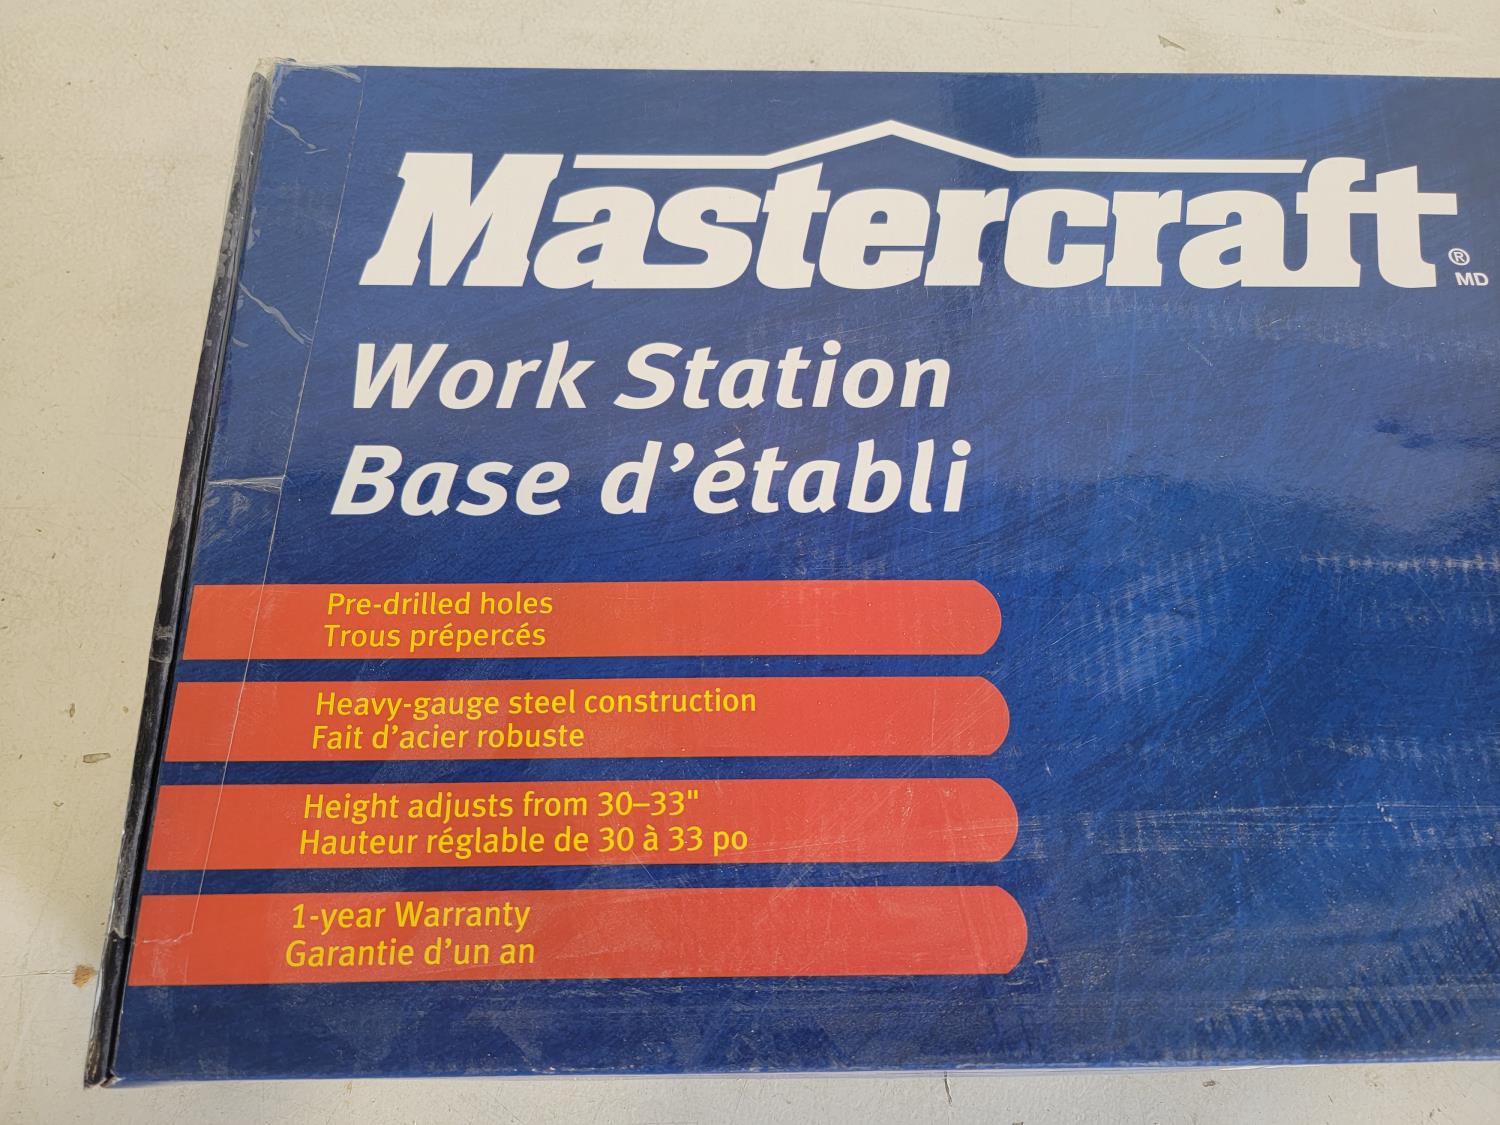 Mastercraft ® MD
Work Station
Base d'établi
Pre-drilled holes
Trous prépercés
Heavy-gauge steel construction
Fait d'acier robuste
Height adjusts from 30–33"
Hauteur réglable de 30 à 33 po
1-year Warranty
Garantie d'un an